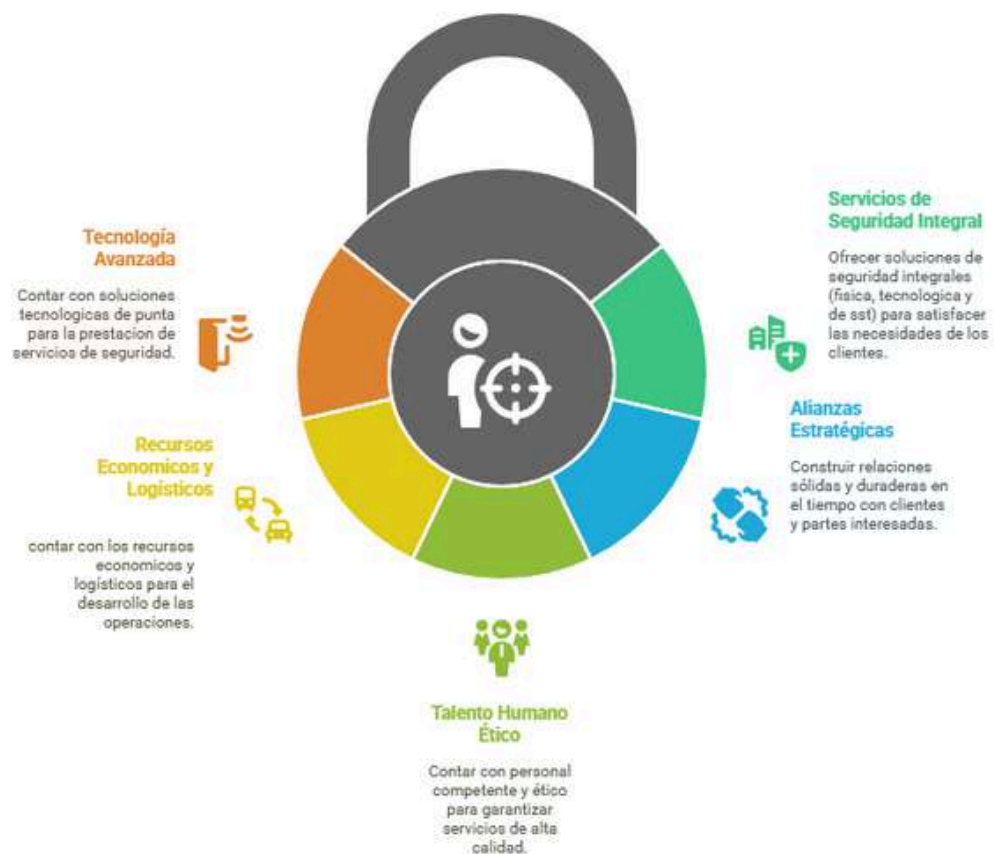 Tecnología
Avanzada
Contar con soluciones
tecnologicas de punta
para la prestacion de
servicios de seguridad.
Recursos
Economicos y
Logísticos
contar con los recursos
economicos y
logísticos para el
desarrollo de las
operaciones.
Talento Humano
Ético
Contar con personal
competente y ético
para garantizar
servicios de alta
calidad.
Servicios de
Seguridad Integral
Ofrecer soluciones de
seguridad integrales
(fisica, tecnologica y
de sst) para satisfacer
las necesidades de los
clientes.
Alianzas
Estratégicas
Construir relaciones
sólidas y duraderas en
el tiempo con clientes
y partes interesadas.